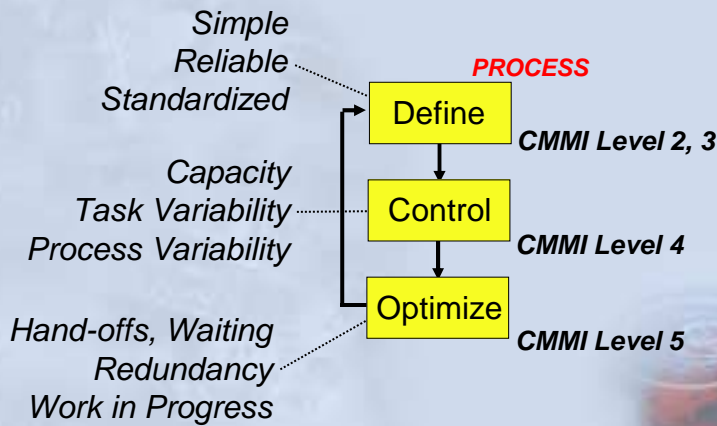 Simple
Reliable
Standardized
PROCESS
Define
CMMI Level 2, 3
Capacity
Task Variability
Process Variability
Control
CMMI Level 4
Hand-offs, Waiting
Redundancy
Work in Progress
Optimize
CMMI Level 5